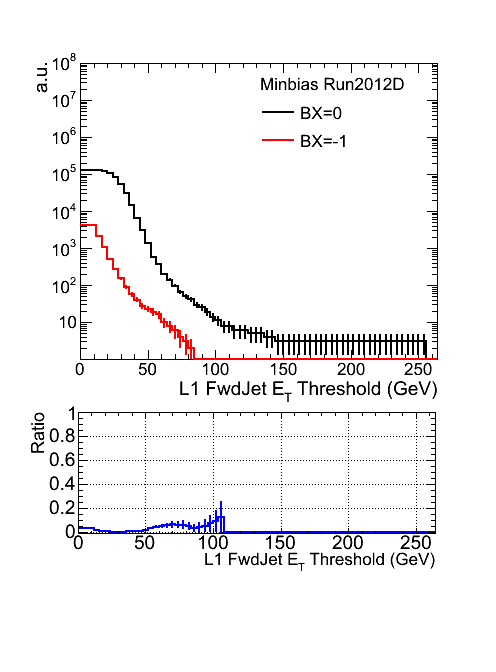 a.u.
10^8
10^7
10^6
10^5
10^4
10^3
10^2
10
Minbias Run2012D
BX=0
BX=-1
0 50 100 150 200 250
L1 FwdJet E_T Threshold (GeV)
Ratio
1
0.8
0.6
0.4
0.2
0
0 50 100 150 200 250
L1 FwdJet E_T Threshold (GeV)